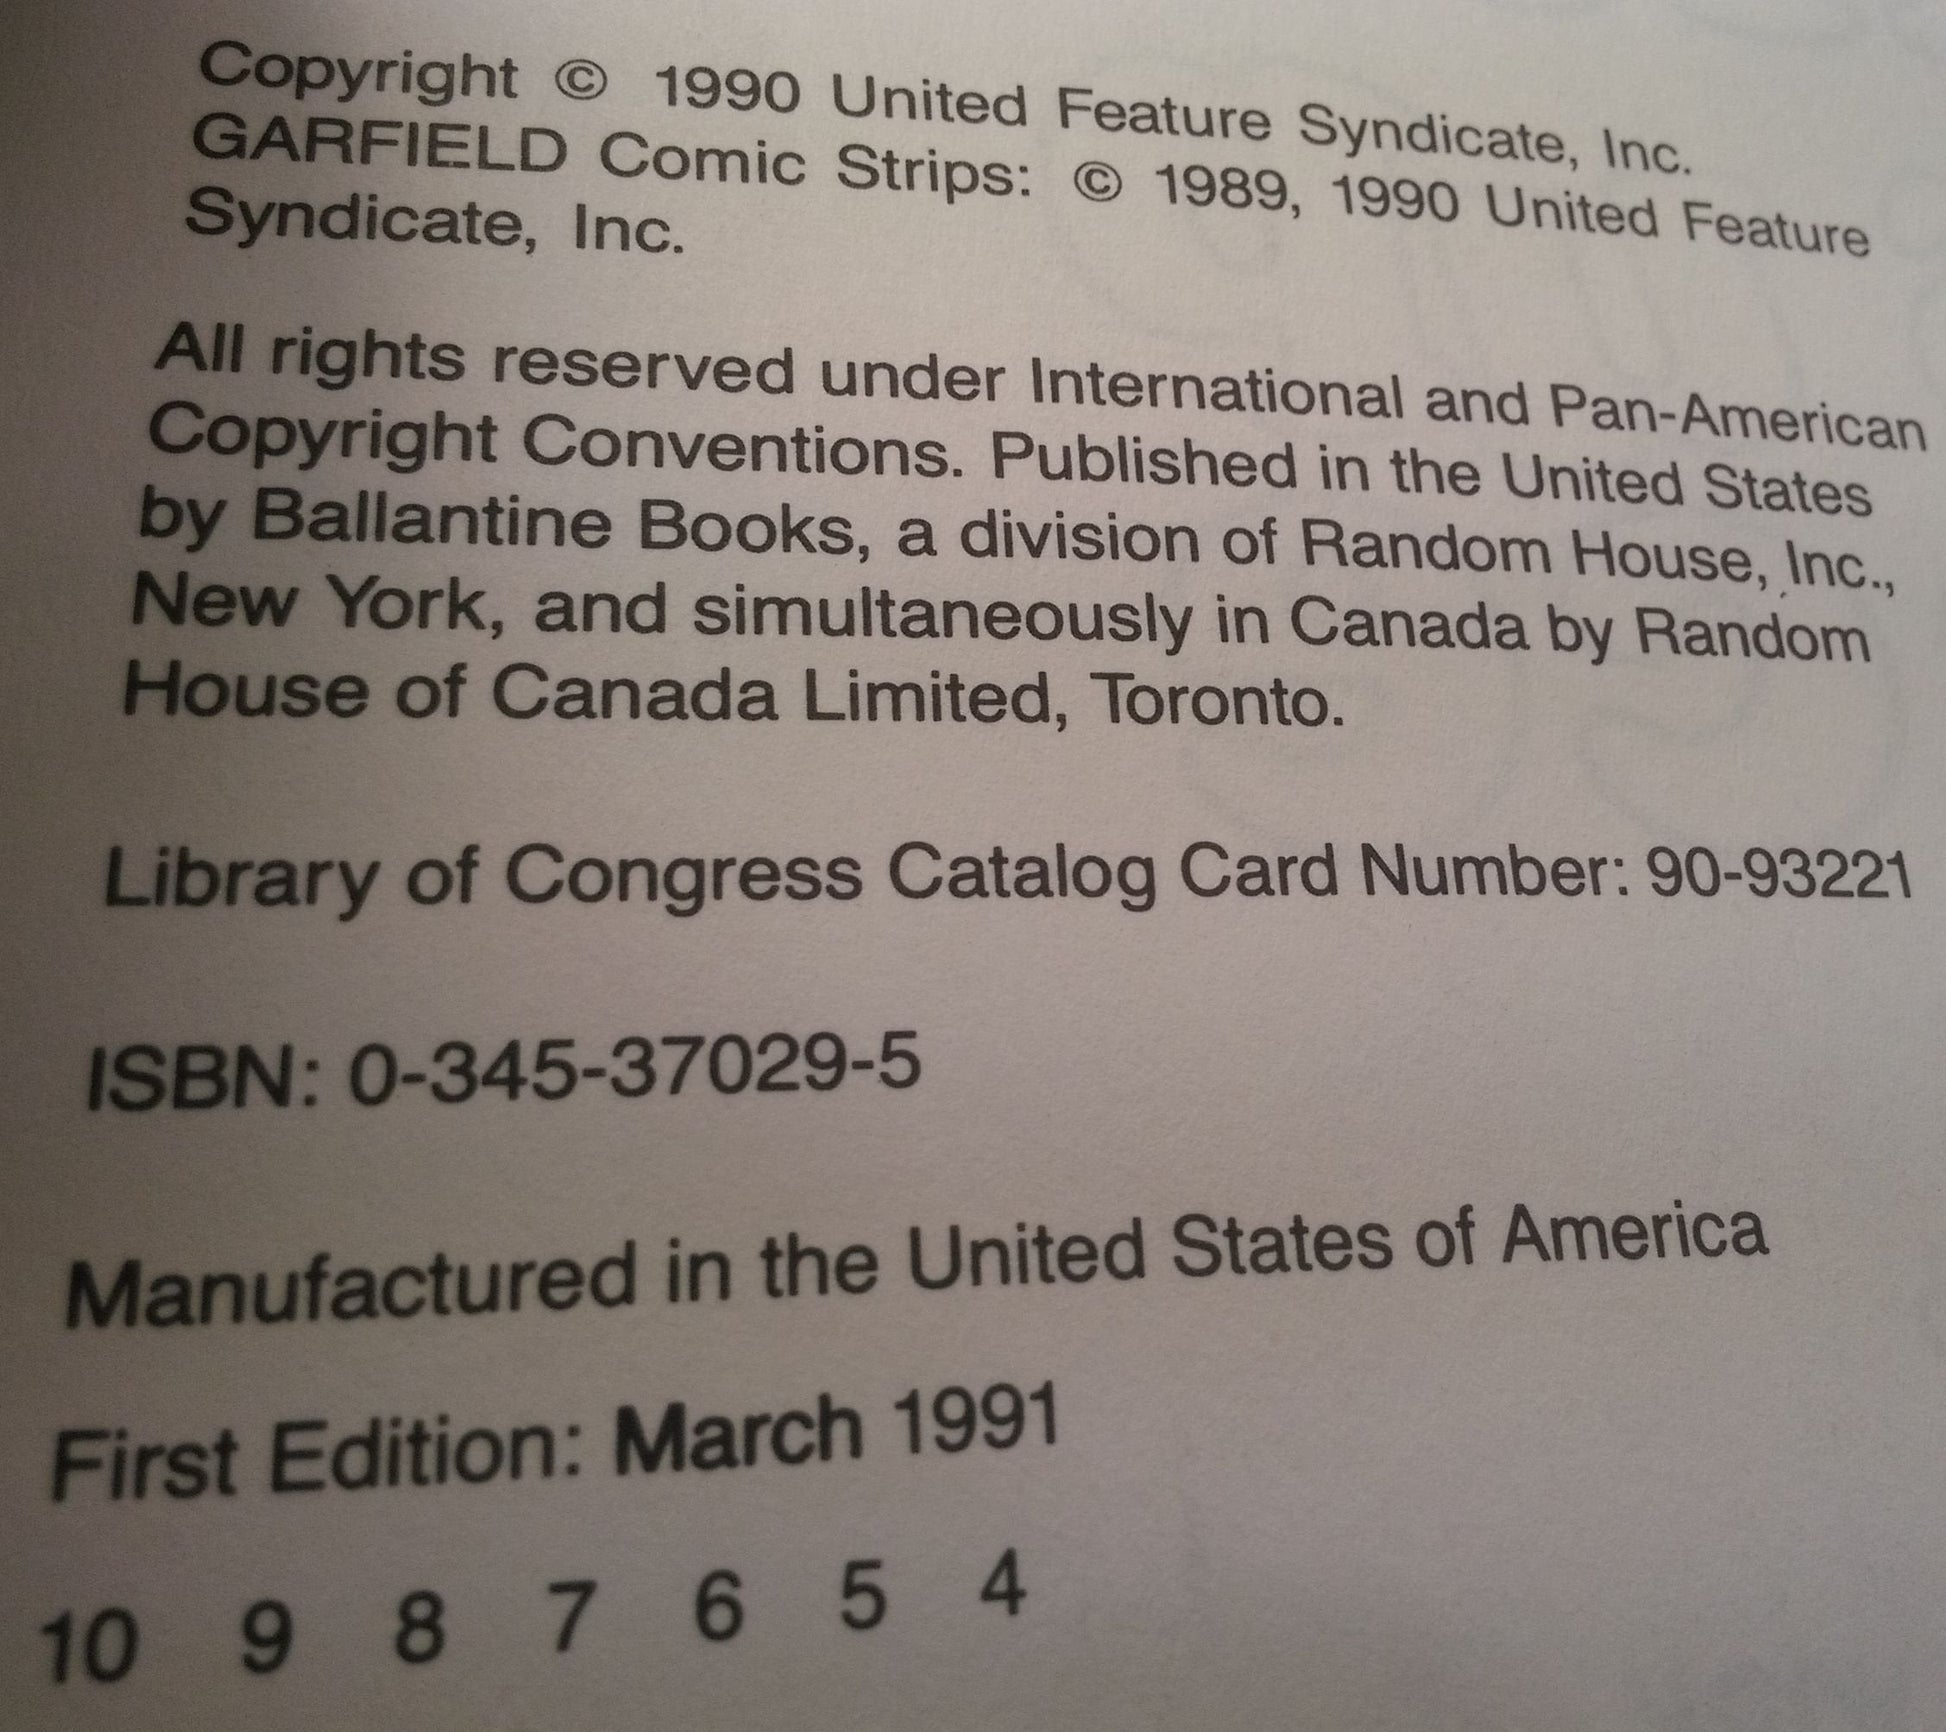 Copyright © 1990 United Feature Syndicate, Inc.
GARFIELD Comic Strips: © 1989, 1990 United Feature
Syndicate, Inc.
All rights reserved under International and Pan-American
Copyright Conventions. Published in the United States
by Ballantine Books, a division of Random House, Inc.,
New York, and simultaneously in Canada by Random
House of Canada Limited, Toronto.
Library of Congress Catalog Card Number: 90-93221
ISBN: 0-345-37029-5
Manufactured in the United States of America
First Edition: March 1991
10 9 8 7 6 5 4